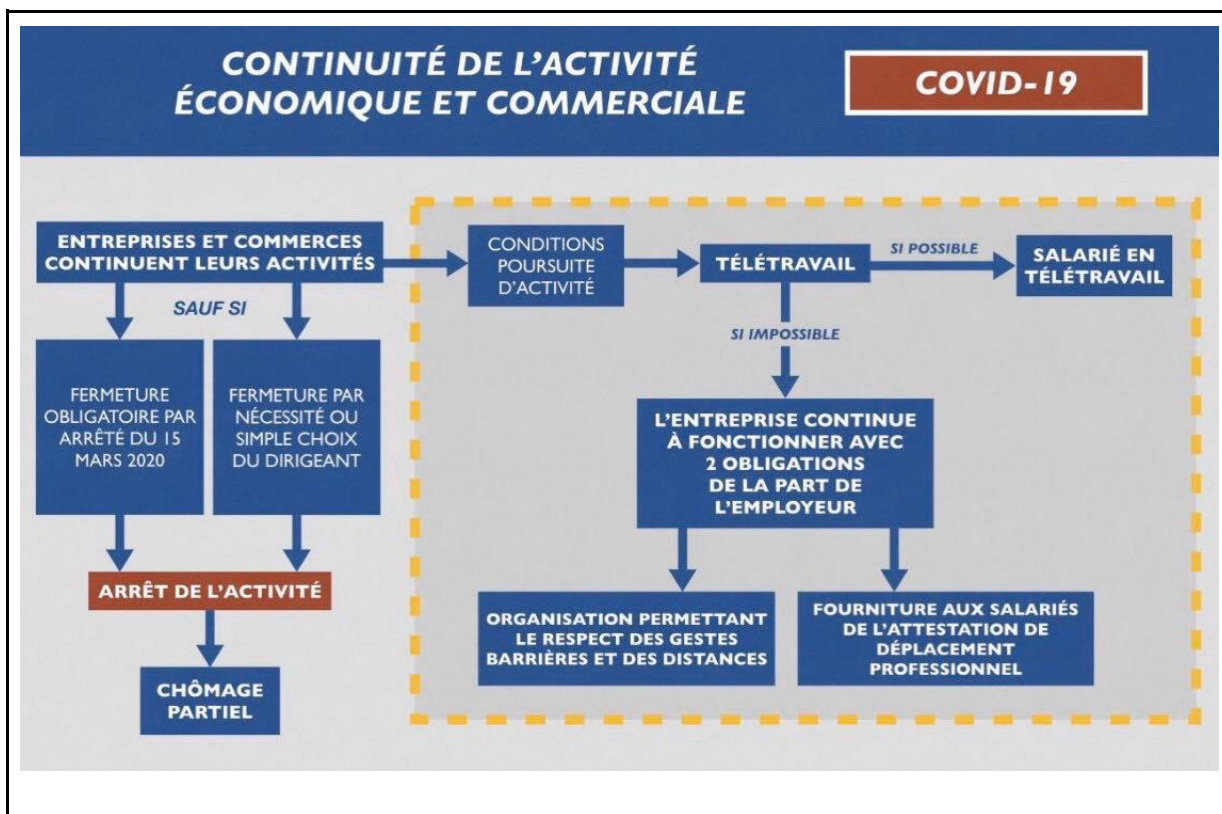 CONTINUITÉ DE L'ACTIVITÉ
ÉCONOMIQUE ET COMMERCIALE
COVID-19
ENTREPRISES ET COMMERCES
CONTINUENT LEURS ACTIVITÉS
SAUF SI
FERMETURE
OBLIGATOIRE PAR
ARRÊTÉ DU 15
MARS 2020
FERMETURE PAR
NÉCESSITÉ OU
SIMPLE CHOIX
DU DIRIGEANT
ARRÊT DE L'ACTIVITÉ
CHÔMAGE
PARTIEL
CONDITIONS
POURSUITE
D'ACTIVITÉ
TÉLÉTRAVAIL
SI POSSIBLE
SALARIÉ EN
TÉLÉTRAVAIL
SI IMPOSSIBLE
L'ENTREPRISE CONTINUE
À FONCTIONNER AVEC
2 OBLIGATIONS
DE LA PART DE
L'EMPLOYEUR
ORGANISATION PERMETTANT
LE RESPECT DES GESTES
BARRIÈRES ET DES DISTANCES
FOURNITURE AUX SALARIÉS
DE L'ATTESTATION DE
DÉPLACEMENT
PROFESSIONNEL